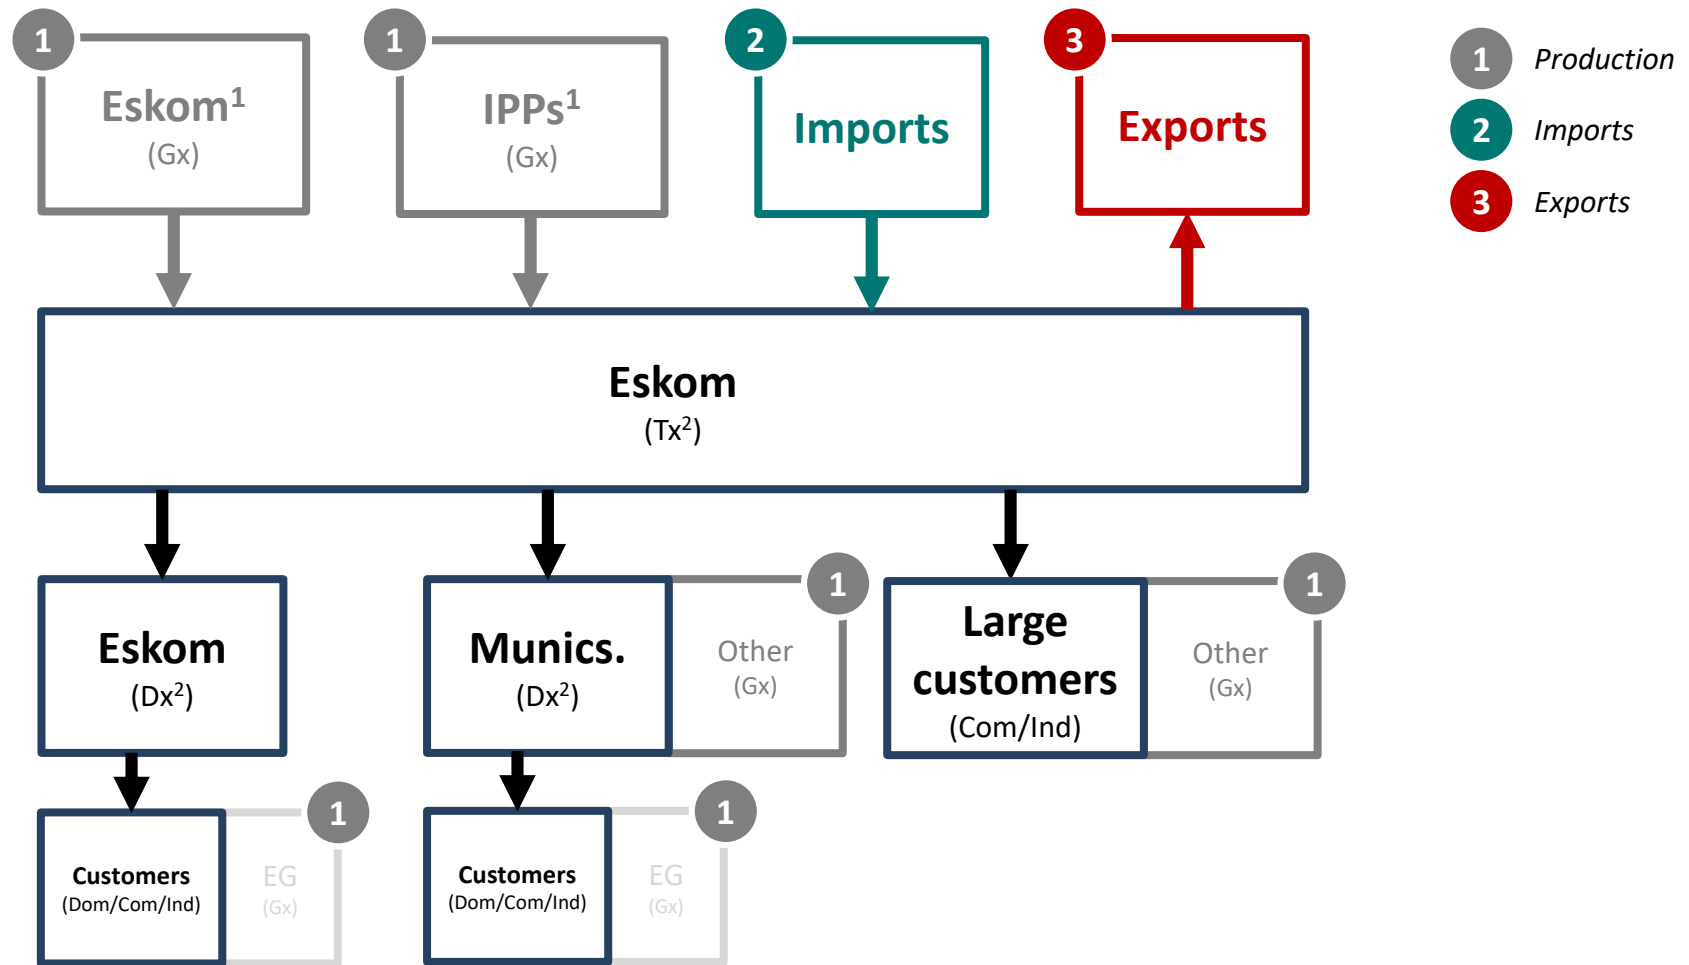 1
Eskom¹
(Gx)
1
IPPs¹
(Gx)
2
Imports
3
Exports
1 Production
2 Imports
3 Exports
Eskom
(Tx²)
Eskom
(Dx²)
Munics.
(Dx²)
1
Other
(Gx)
Large
customers
(Com/Ind)
1
Other
(Gx)
Customers
(Dom/Com/Ind)
1
EG
(Gx)
Customers
(Dom/Com/Ind)
1
EG
(Gx)